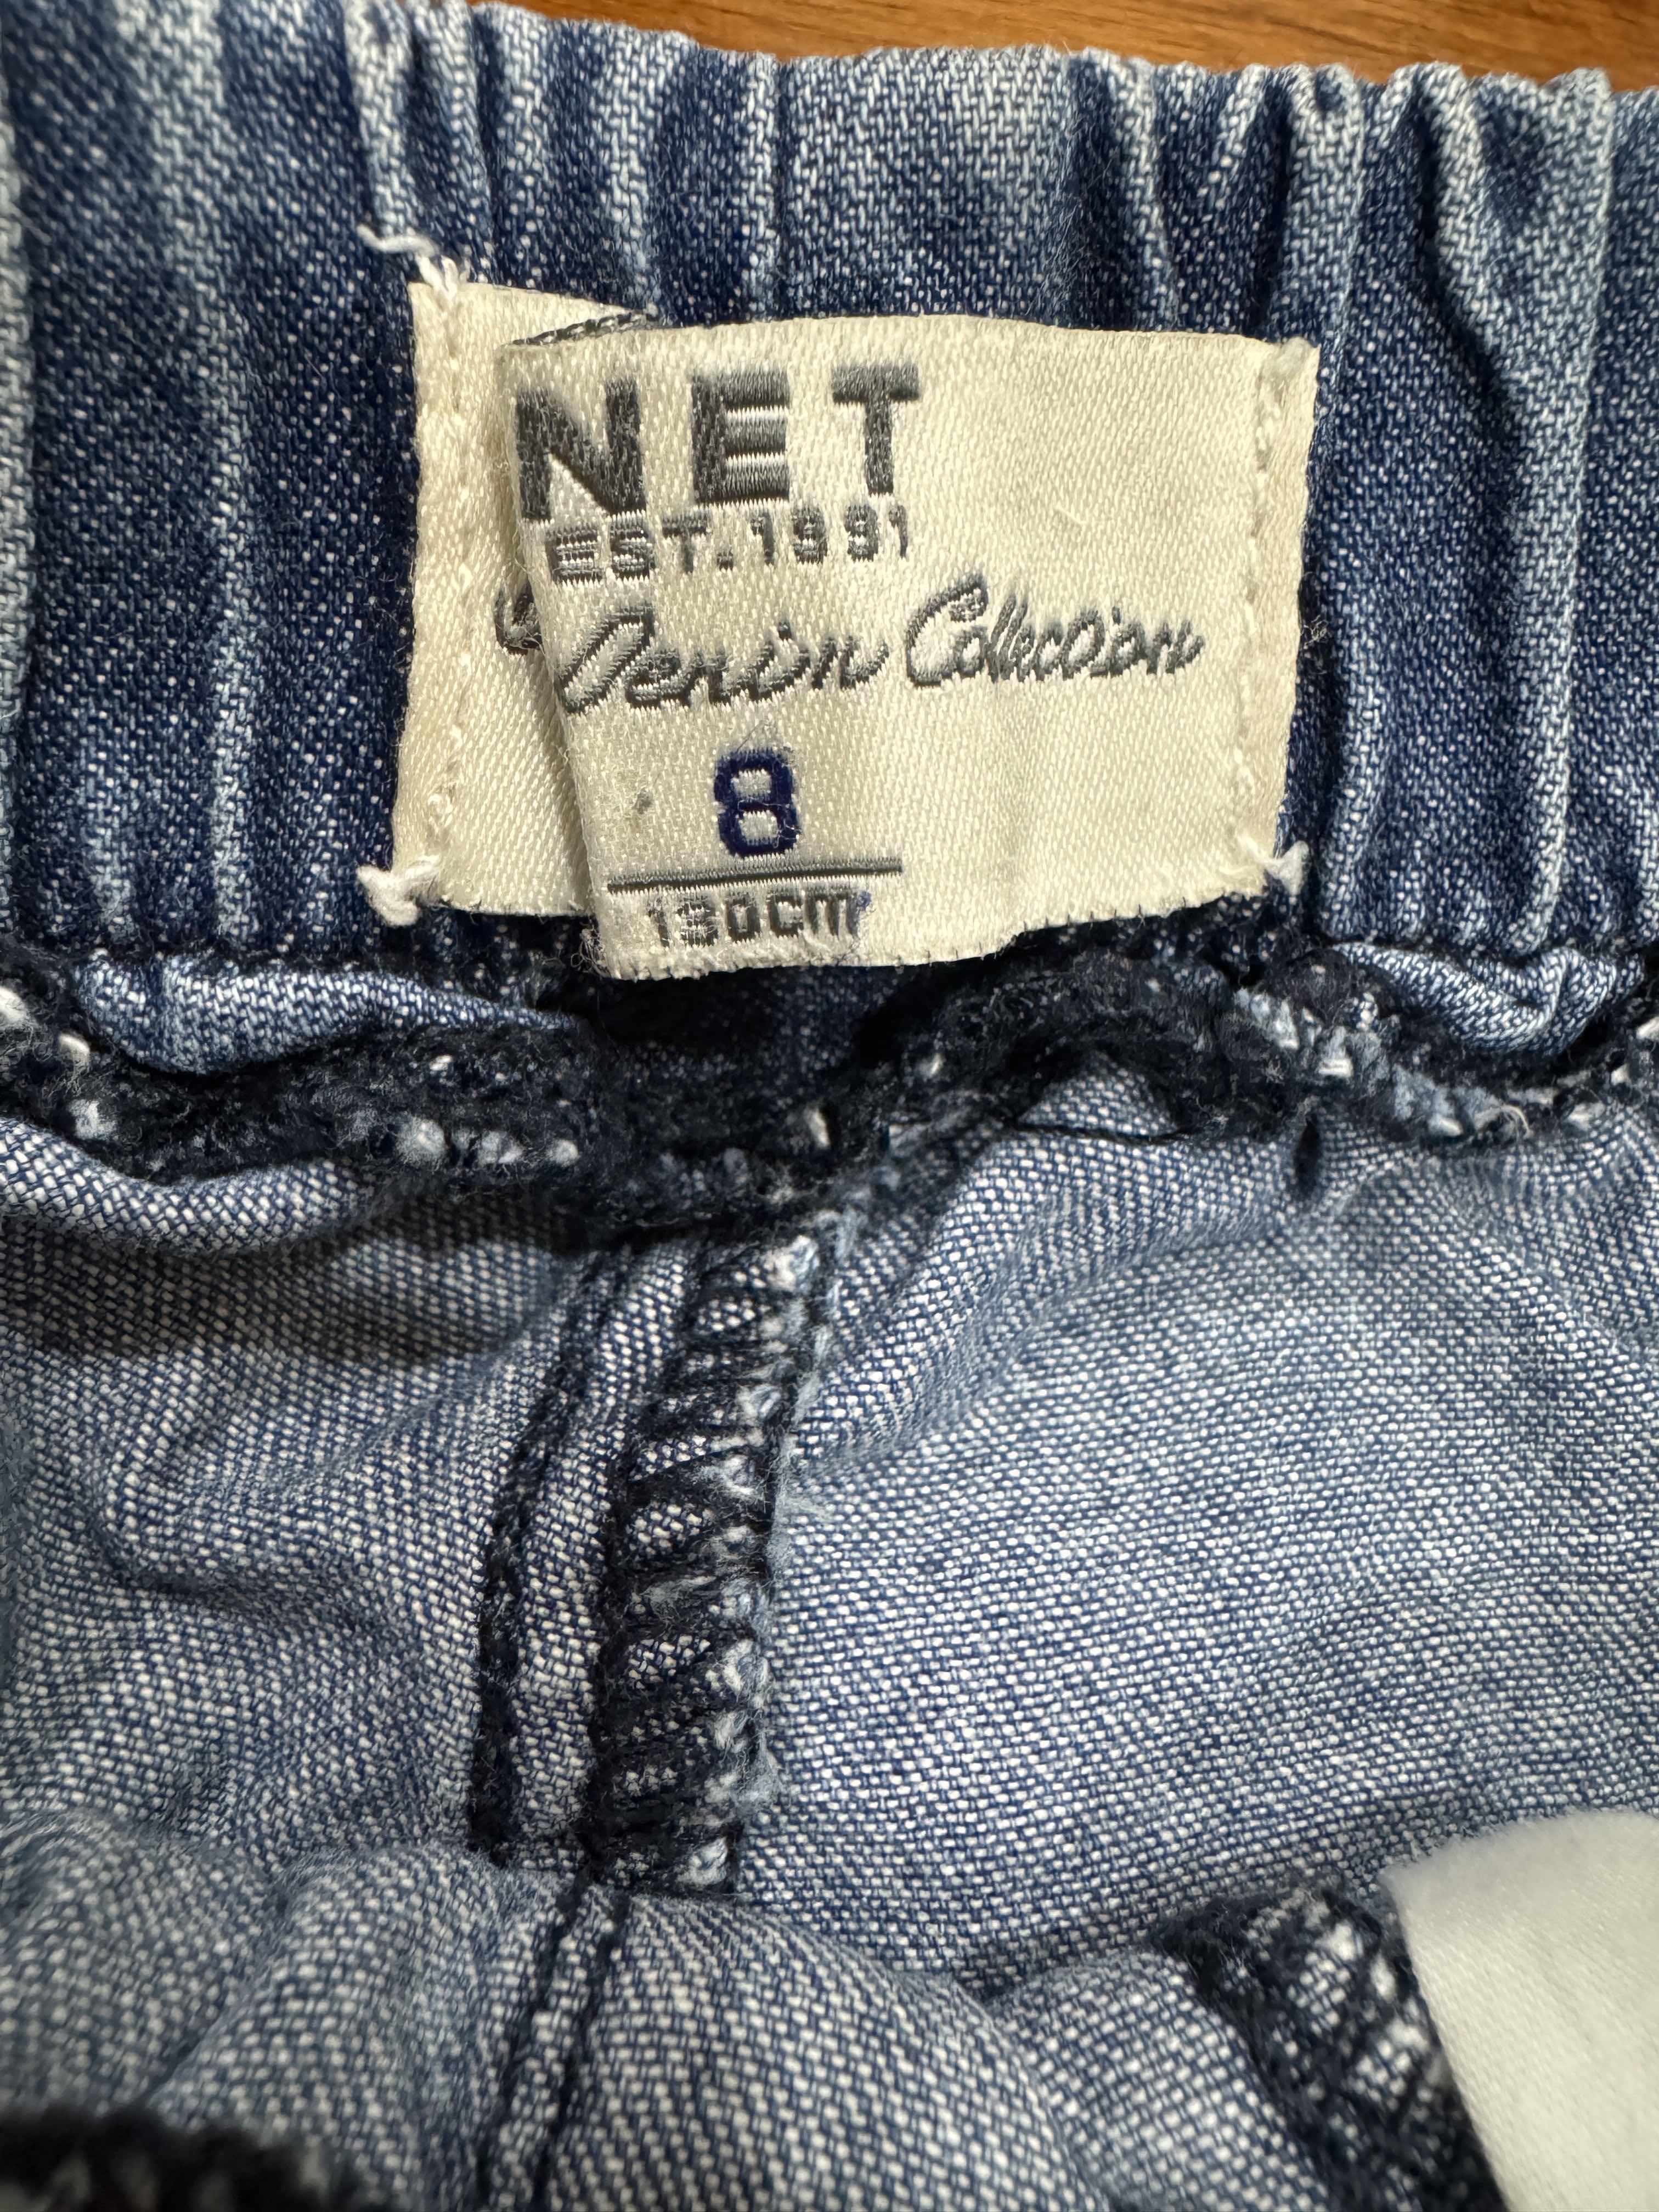 NET
EST.1991
Denim Collection
8
130cm